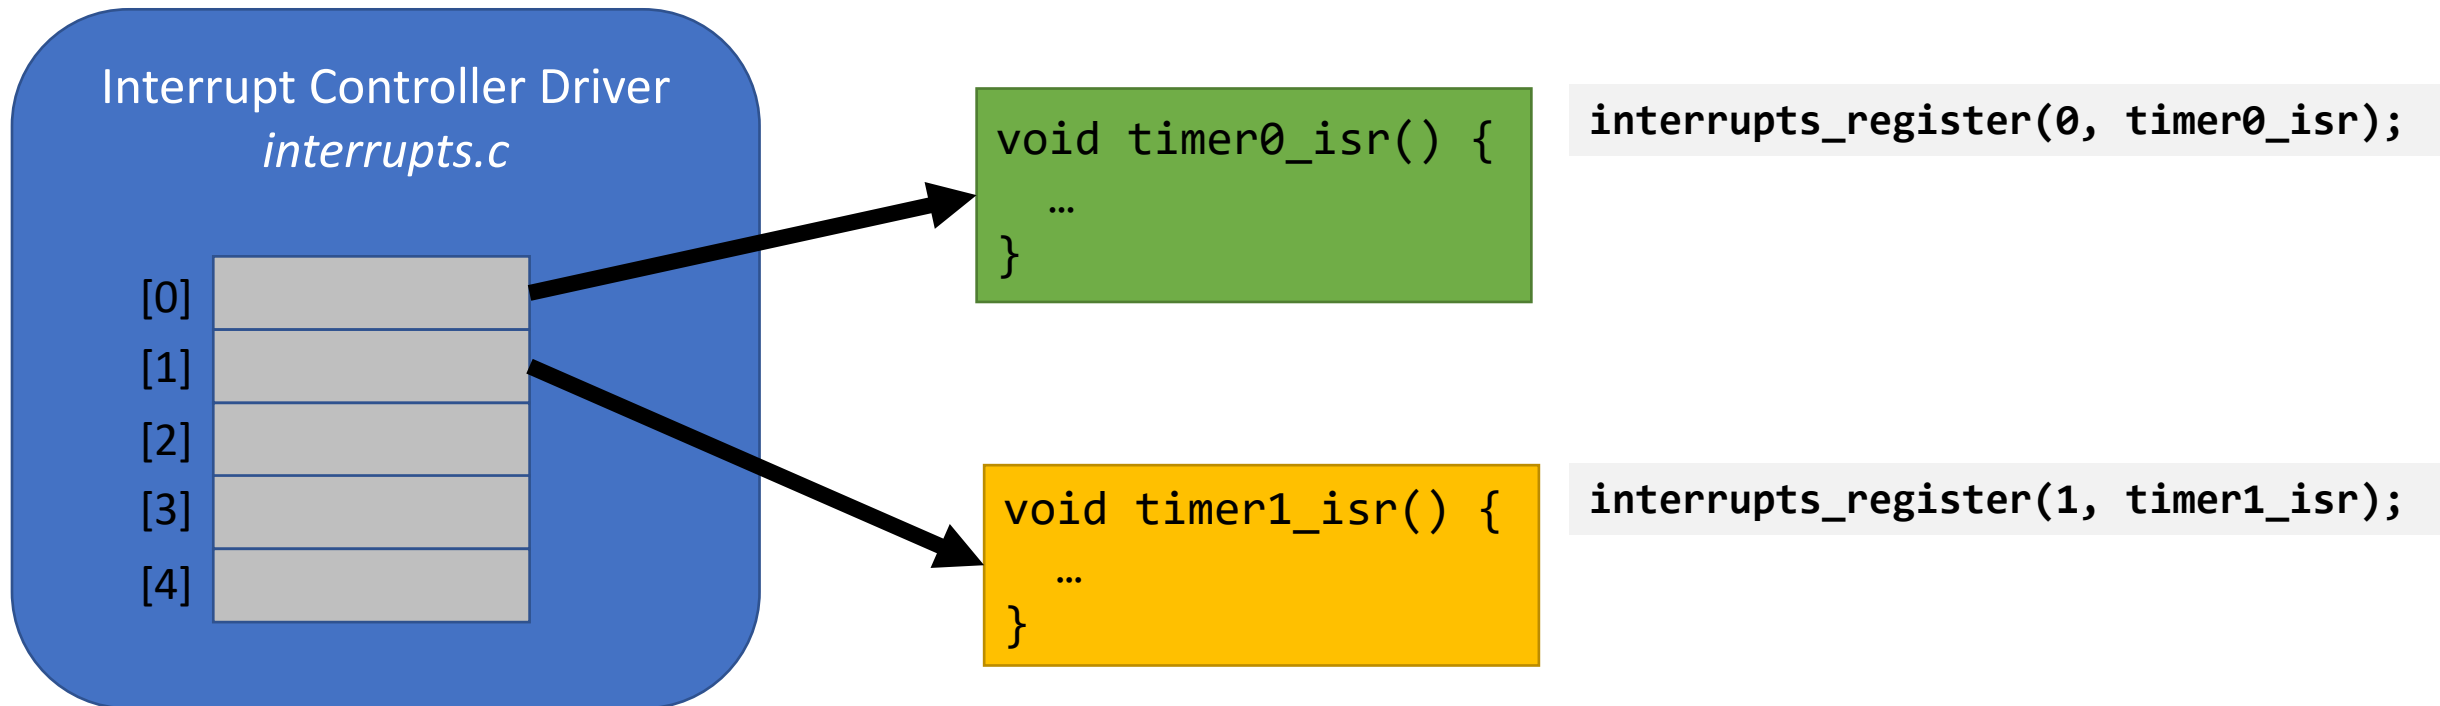 Interrupt Controller Driver
interrupts.c
[0]
[1]
[2]
[3]
[4]
void timer0_isr() {
…
}
interrupts_register(0, timer0_isr);
void timer1_isr() {
…
}
interrupts_register(1, timer1_isr);